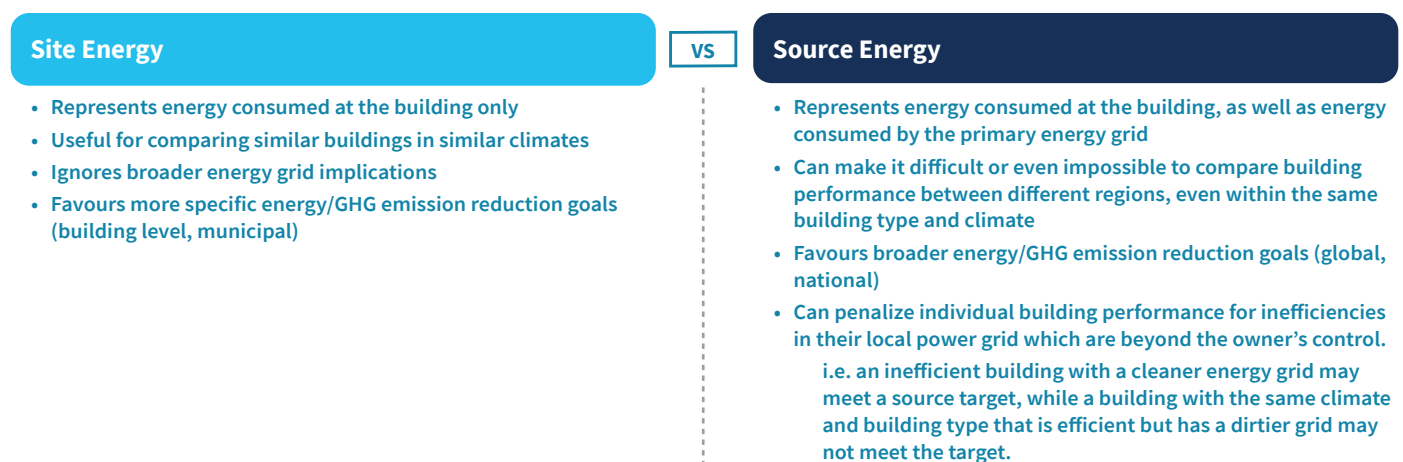 Site Energy
• Represents energy consumed at the building only
• Useful for comparing similar buildings in similar climates
• Ignores broader energy grid implications
• Favours more specific energy/GHG emission reduction goals
(building level, municipal)
VS
Source Energy
• Represents energy consumed at the building, as well as energy
consumed by the primary energy grid
• Can make it difficult or even impossible to compare building
performance between different regions, even within the same
building type and climate
• Favours broader energy/GHG emission reduction goals (global,
national)
• Can penalize individual building performance for inefficiencies
in their local power grid which are beyond the owner’s control.
i.e. an inefficient building with a cleaner energy grid may
meet a source target, while a building with the same climate
and building type that is efficient but has a dirtier grid may
not meet the target.